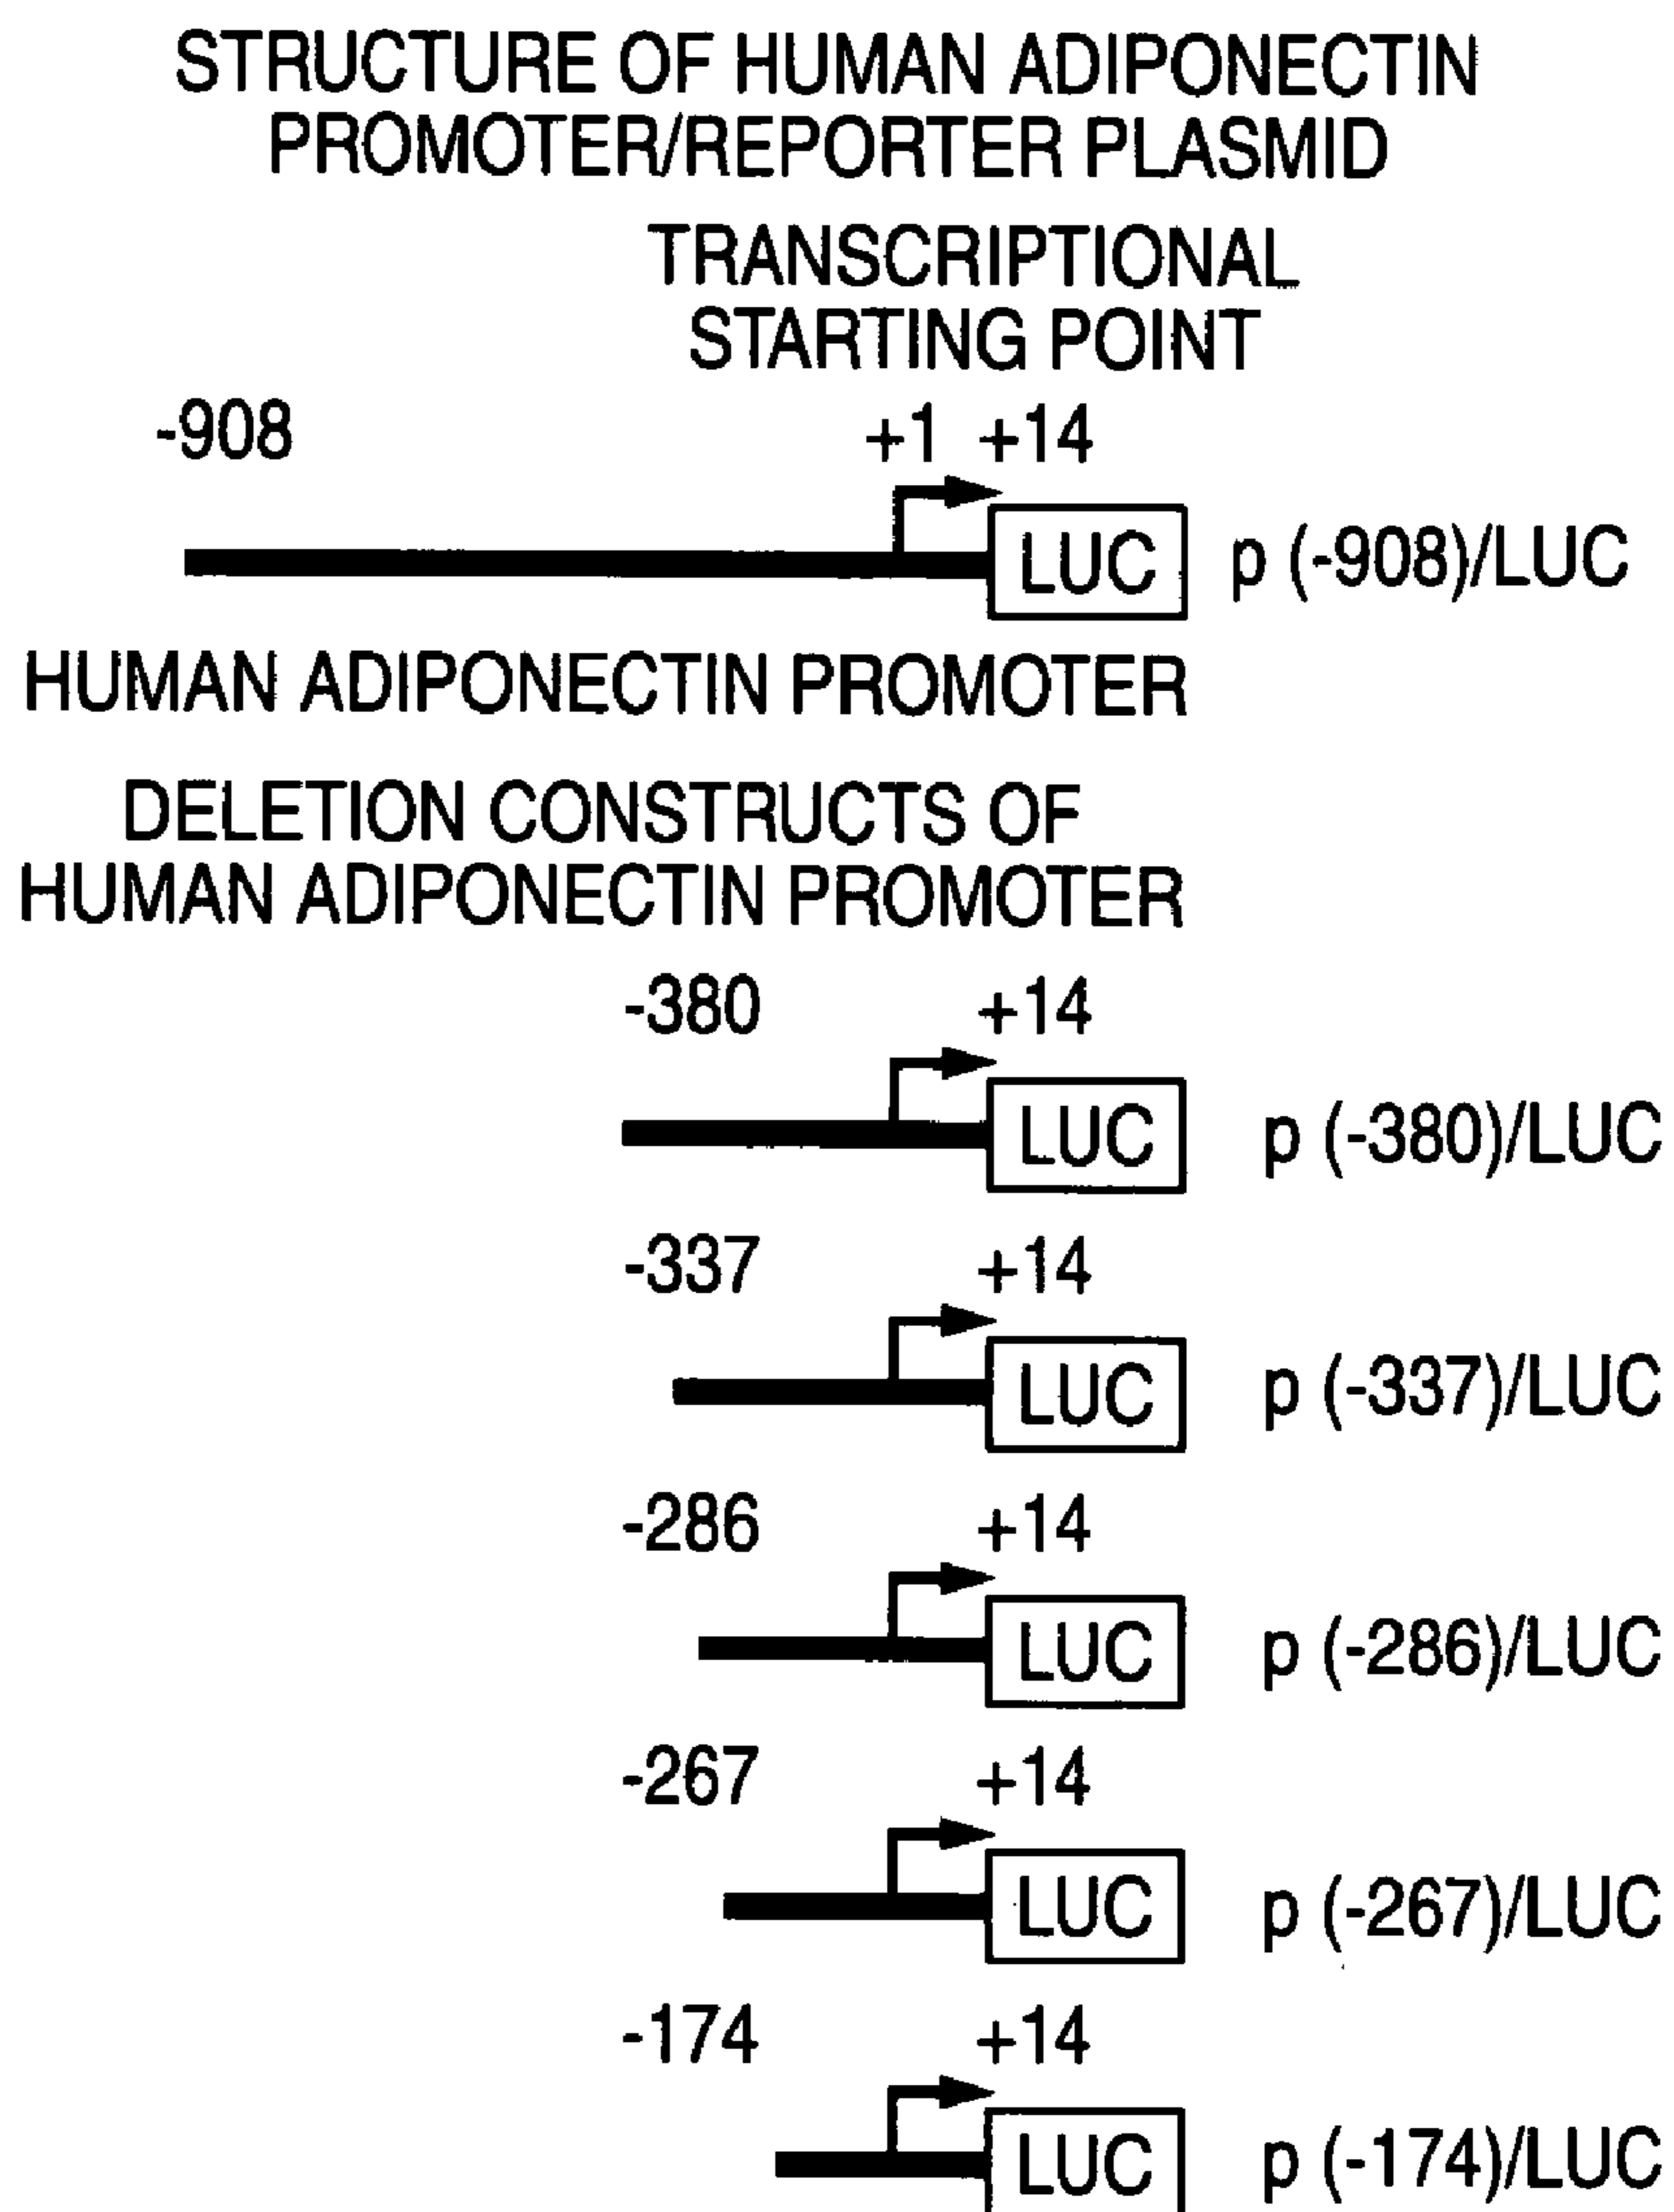 STRUCTURE OF HUMAN ADIPONECTIN
PROMOTER/REPORTER PLASMID
TRANSCRIPTIONAL
STARTING POINT
-908 +1 +14
LUC p (-908)/LUC
HUMAN ADIPONECTIN PROMOTER
DELETION CONSTRUCTS OF
HUMAN ADIPONECTIN PROMOTER
-380 +14
LUC p (-380)/LUC
-337 +14
LUC p (-337)/LUC
-286 +14
LUC p (-286)/LUC
-267 +14
LUC p (-267)/LUC
-174 +14
LUC p (-174)/LUC